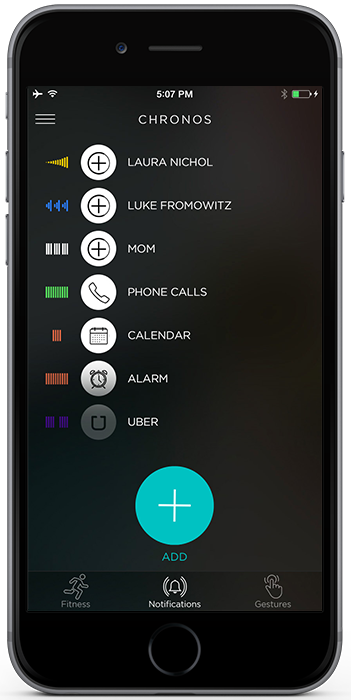 5:07 PM
CHRONOS
LAURA NICHOL
LUKE FROMOWITZ
MOM
PHONE CALLS
CALENDAR
ALARM
UBER
ADD
Fitness Notifications Gestures